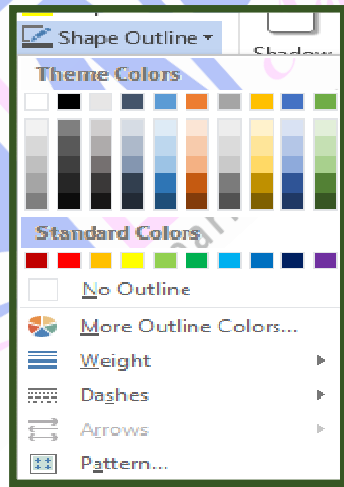 Shape Outline
Shadow
Theme Colors
Standard Colors
No Outline
More Outline Colors...
Weight
Dashes
Arrows
Pattern...